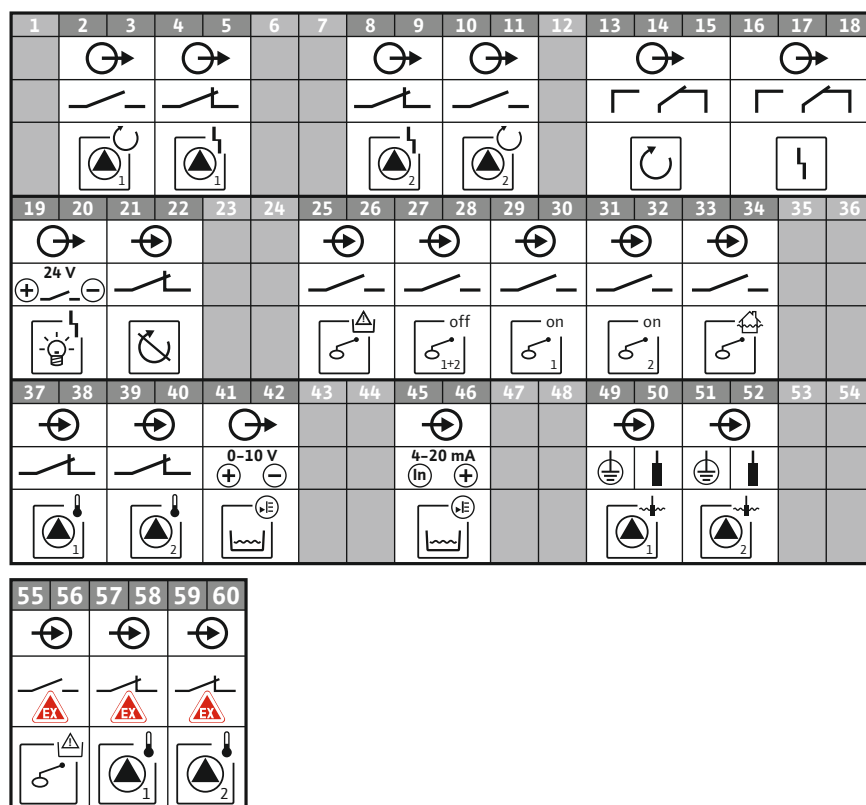 1 2 3 4 5 6 7 8 9 10 11 12 13 14 15 16 17 18
1 1 2 2
19 20 21 22 23 24 25 26 27 28 29 30 31 32 33 34 35 36
24 V
+ −
off on on
1+2 1 2
37 38 39 40 41 42 43 44 45 46 47 48 49 50 51 52 53 54
0–10 V 4–20 mA
+ − In +
1 2 1 2
55 56 57 58 59 60
EX EX EX
1 2